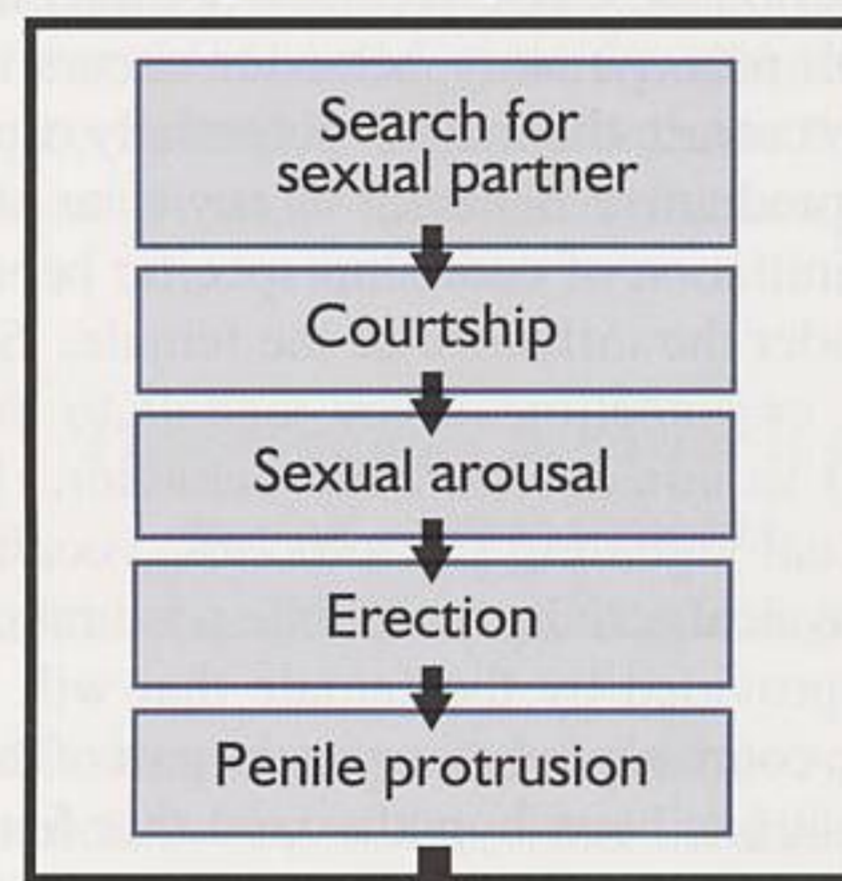 Search for
sexual partner
Courtship
Sexual arousal
Erection
Penile protrusion